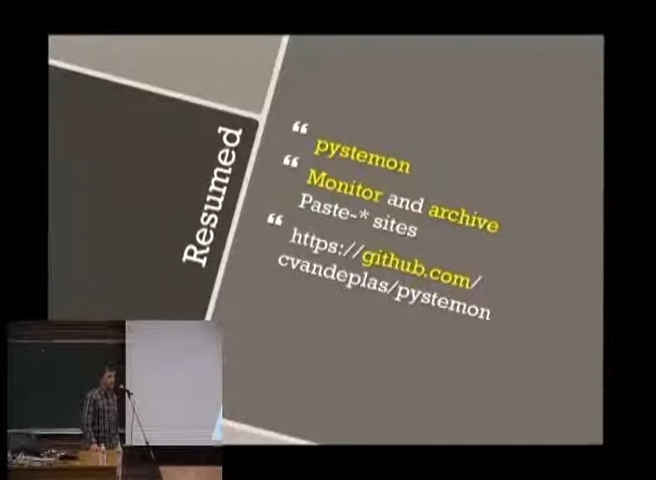 Resumed
“ pystemon
“ Monitor and archive
Paste-* sites
“ https://github.com/
cvandeplas/pystemon